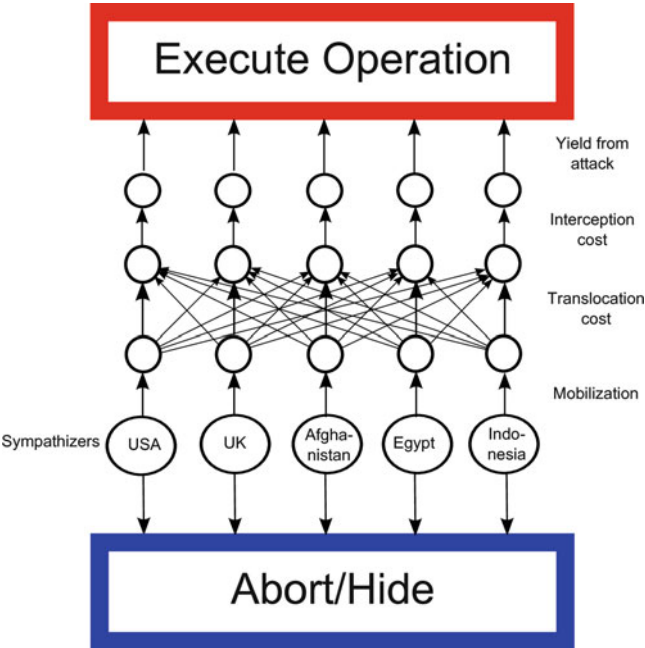 Execute Operation
Yield from
attack
Interception
cost
Translocation
cost
Mobilization
Sympathizers
USA
UK
Afgha-
nistan
Egypt
Indo-
nesia
Abort/Hide